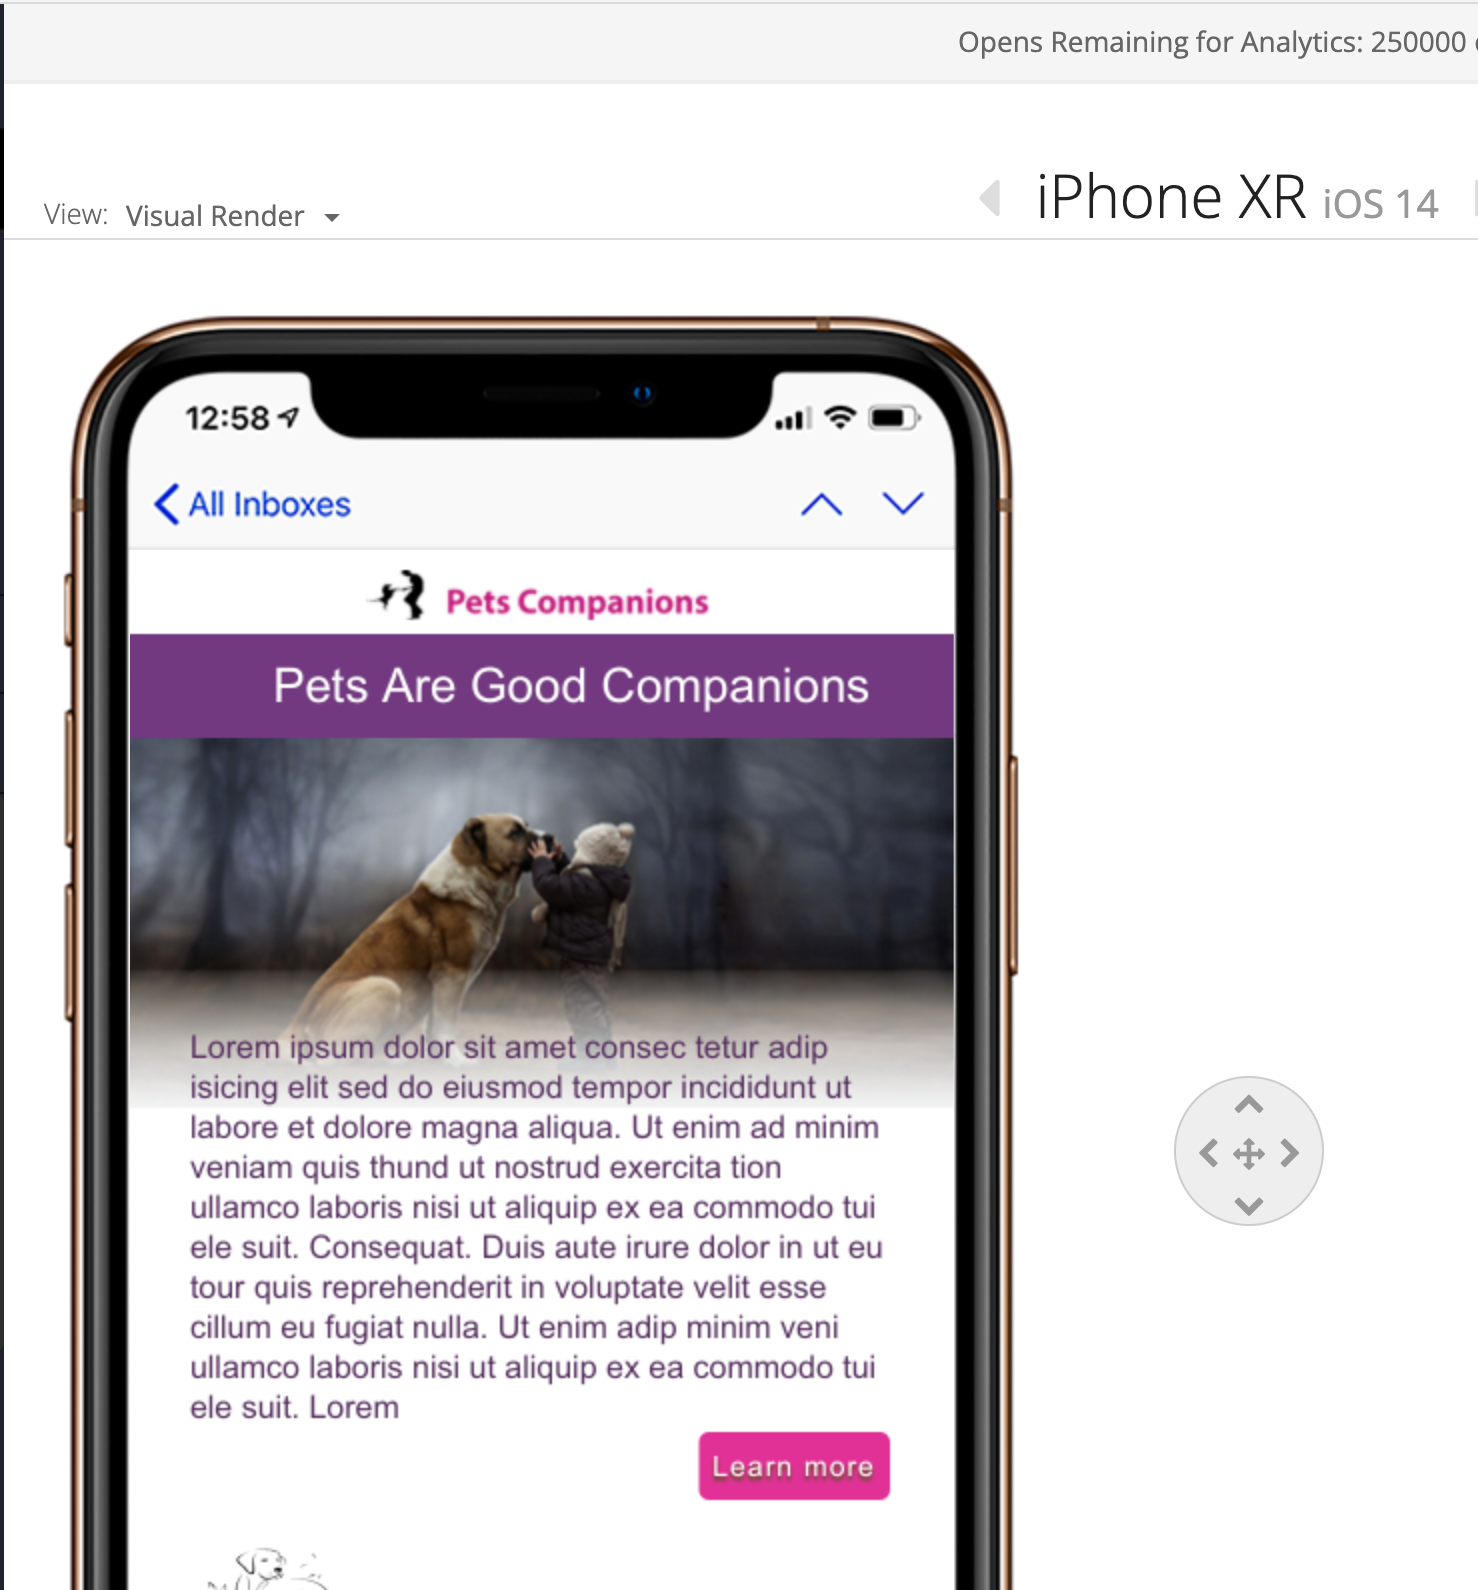 Opens Remaining for Analytics: 250000
View: Visual Render
iPhone XR iOS 14
12:58
All Inboxes
Pets Companions
Pets Are Good Companions
Lorem ipsum dolor sit amet consec tetur adip
isicing elit sed do eiusmod tempor incididunt ut
labore et dolore magna aliqua. Ut enim ad minim
veniam quis thund ut nostrud exercita tion
ullamco laboris nisi ut aliquip ex ea commodo tui
ele suit. Consequat. Duis aute irure dolor in ut eu
tour quis reprehenderit in voluptate velit esse
cillum eu fugiat nulla. Ut enim adip minim veni
ullamco laboris nisi ut aliquip ex ea commodo tui
ele suit. Lorem
Learn more